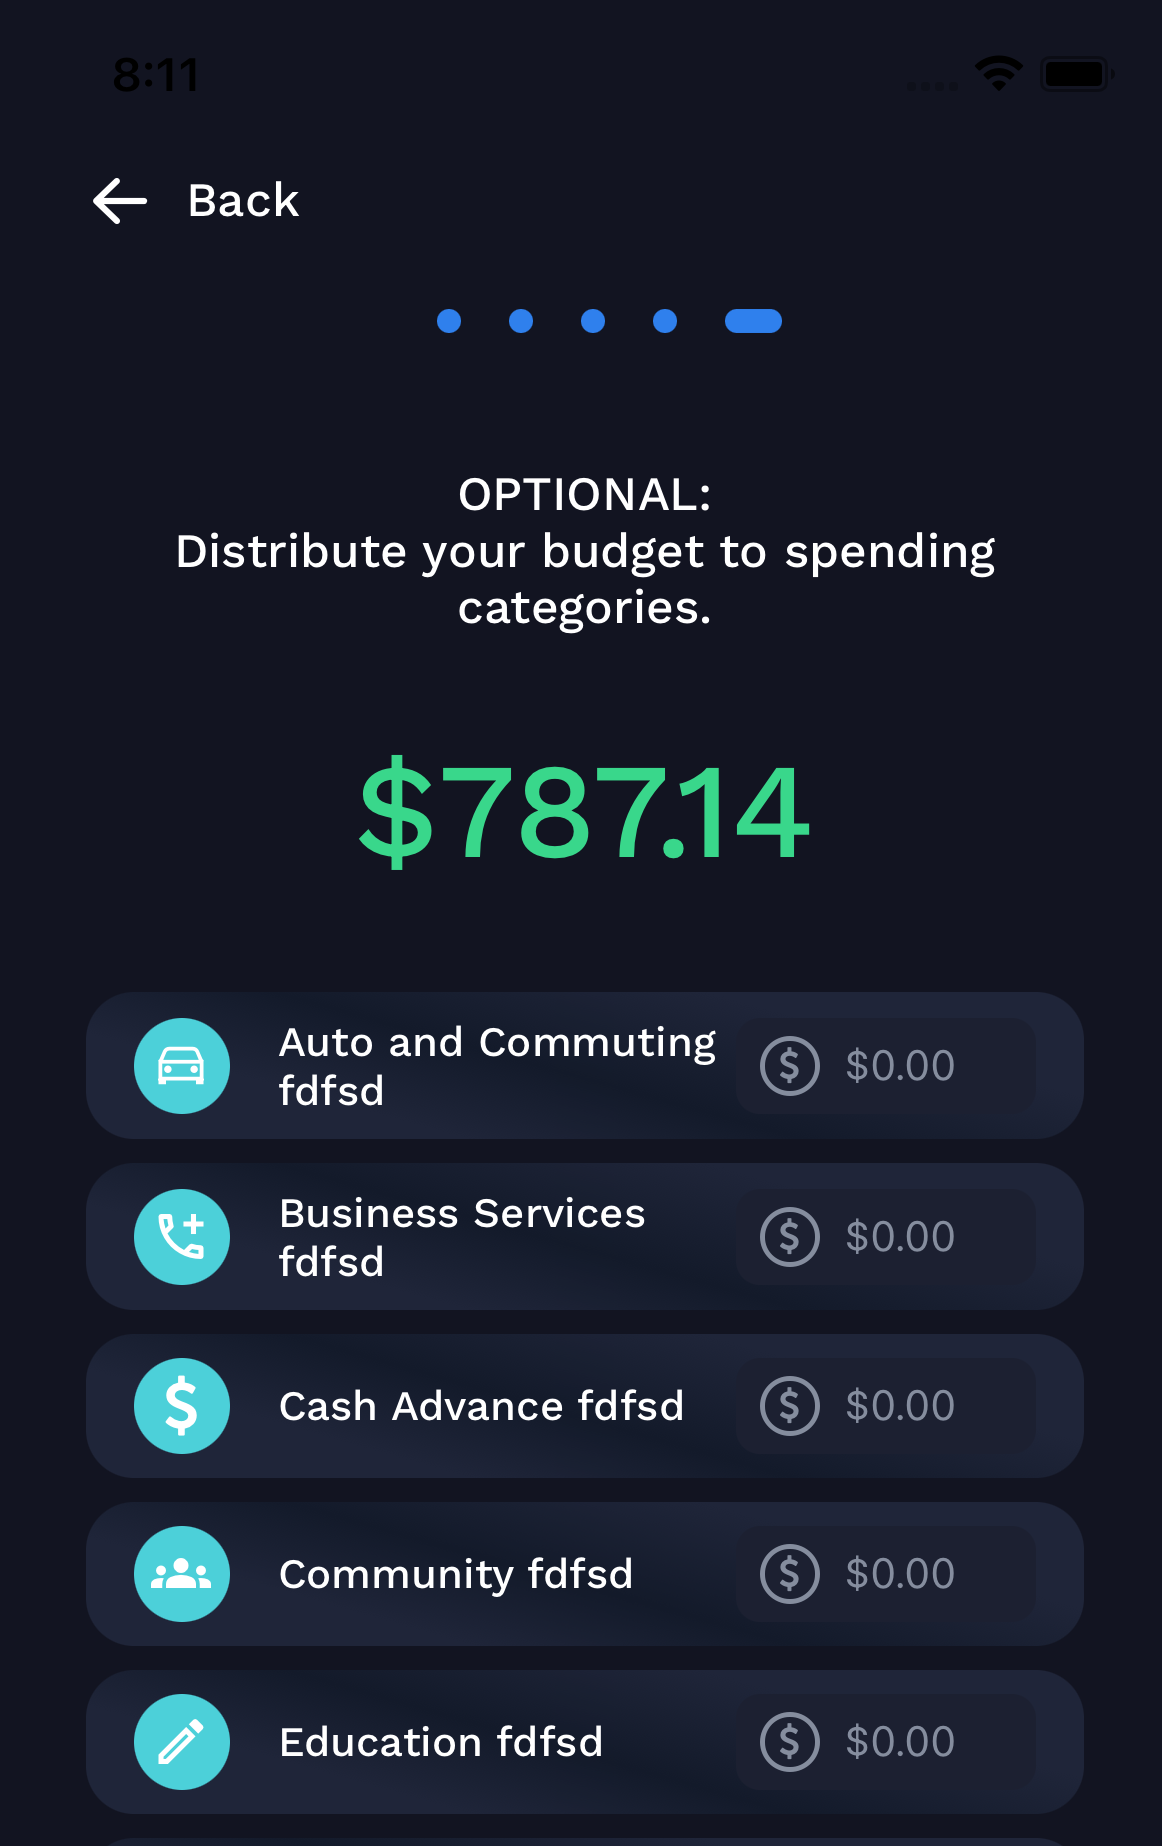 8:11
Back
OPTIONAL:
Distribute your budget to spending
categories.
$787.14
Auto and Commuting
fdfsd
$0.00
Business Services
fdfsd
$0.00
Cash Advance fdfsd
$0.00
Community fdfsd
$0.00
Education fdfsd
$0.00